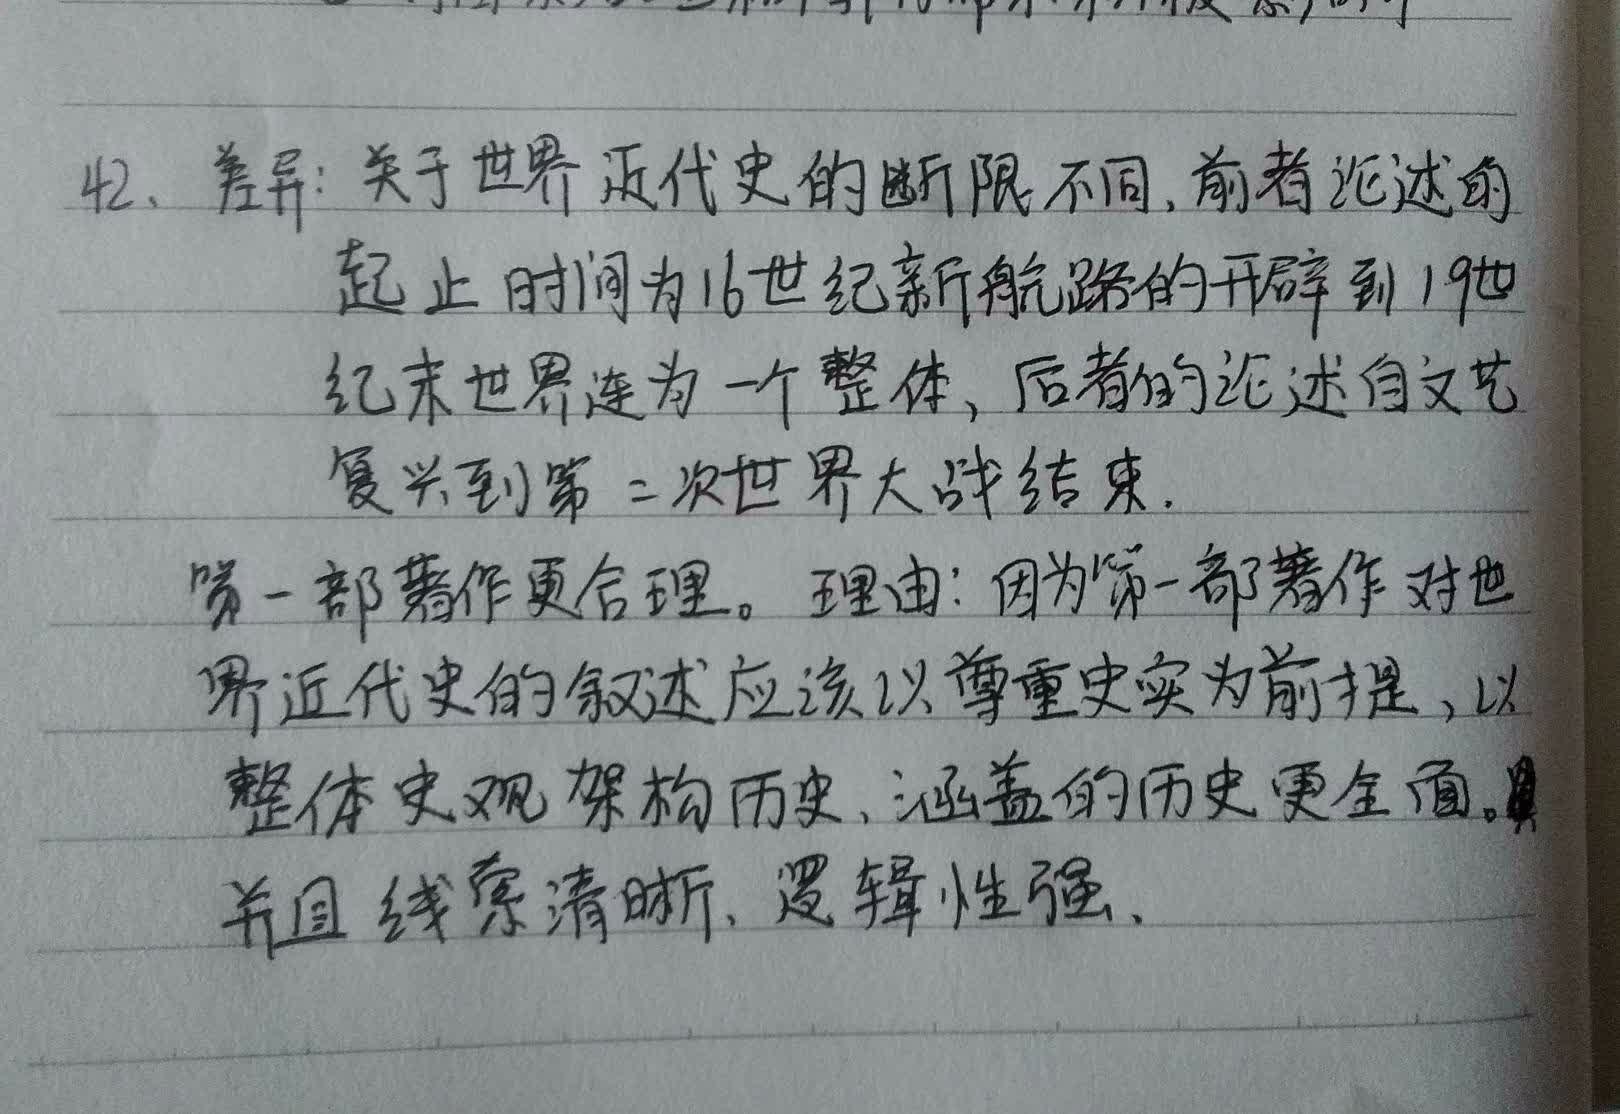 42、差异：关于世界近代史的断限不同，前者论述的
起止时间为16世纪新航路的开辟到19世
纪末世界连为一个整体，后者的论述自文艺
复兴到第二次世界大战结束.
第一部著作更合理。理由：因为第一部著作对世
界近代史的叙述应该以尊重史实为前提，以
整体史观架构历史、涵盖的历史更全面。
并且线索清晰、逻辑性强、